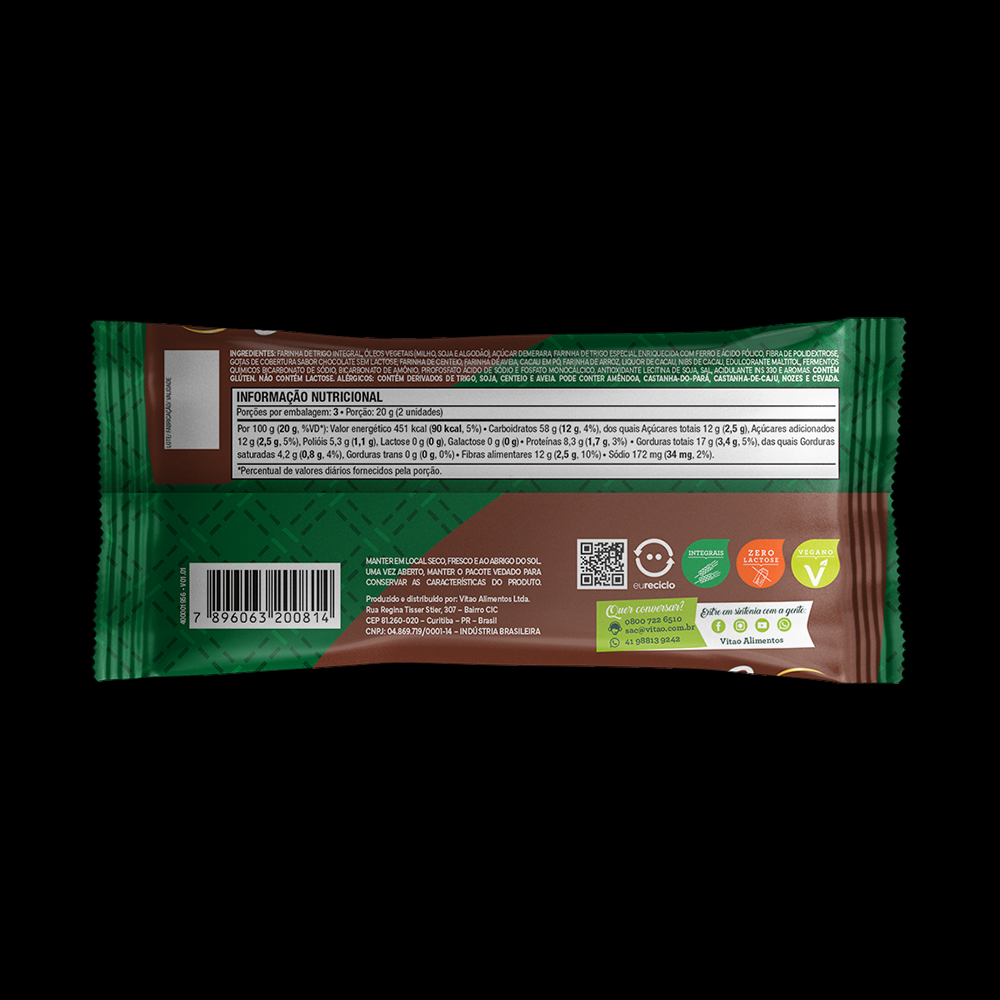 LOTE/ FABRICAÇÃO/ VALIDADE
INGREDIENTES: FARINHA DE TRIGO INTEGRAL, ÓLEOS VEGETAIS (MILHO, SOJA E ALGODÃO), AÇÚCAR DEMERARA, FARINHA DE TRIGO ESPECIAL ENRIQUECIDA COM FERRO E ÁCIDO FÓLICO, FIBRA DE POLIDEXTROSE,
GOTAS DE COBERTURA SABOR CHOCOLATE SEM LACTOSE, FARINHA DE CENTEIO, FARINHA DE AVEIA, CACAU EM PÓ, FARINHA DE ARROZ, LIQUOR DE CACAU, NIBS DE CACAU, EDULCORANTE MALTITOL, FERMENTOS
QUÍMICOS BICARBONATO DE SÓDIO, BICARBONATO DE AMÔNIO, PIROFOSFATO ÁCIDO DE SÓDIO E FOSFATO MONOCÁLCICO, ANTIOXIDANTE LECITINA DE SOJA, SAL, ACIDULANTE INS 330 E AROMAS. CONTÉM
GLÚTEN. NÃO CONTÉM LACTOSE. ALÉRGICOS: CONTÉM DERIVADOS DE TRIGO, SOJA, CENTEIO E AVEIA. PODE CONTER AMÊNDOA, CASTANHA-DO-PARÁ, CASTANHA-DE-CAJU, NOZES E CEVADA.
INFORMAÇÃO NUTRICIONAL
Porções por embalagem: 3 • Porção: 20 g (2 unidades)
Por 100 g (20 g, %VD*): Valor energético 451 kcal (90 kcal, 5%) • Carboidratos 58 g (12 g, 4%), dos quais Açúcares totais 12 g (2,5 g), Açúcares adicionados
12 g (2,5 g, 5%), Polióis 5,3 g (1,1 g), Lactose 0 g (0 g), Galactose 0 g (0 g) • Proteínas 8,3 g (1,7 g, 3%) • Gorduras totais 17 g (3,4 g, 5%), das quais Gorduras
saturadas 4,2 g (0,8 g, 4%), Gorduras trans 0 g (0 g, 0%) • Fibras alimentares 12 g (2,5 g, 10%) • Sódio 172 mg (34 mg, 2%).
*Percentual de valores diários fornecidos pela porção.
MANTER EM LOCAL SECO, FRESCO E AO ABRIGO DO SOL.
UMA VEZ ABERTO, MANTER O PACOTE VEDADO PARA
CONSERVAR AS CARACTERÍSTICAS DO PRODUTO.
Produzido e distribuído por: Vitao Alimentos Ltda.
Rua Regina Tisser Stier, 307 – Bairro CIC
CEP 81.260-020 – Curitiba – PR – Brasil
CNPJ: 04.869.719/0001-14 – INDÚSTRIA BRASILEIRA
7 896063 200814
eureciclo
INTEGRAIS
ZERO
LACTOSE
VEGANO
V
Quer conversar?
0800 722 6510
sac@vitao.com.br
41 98813 9242
Entre em sintonia com a gente:
Vitao Alimentos